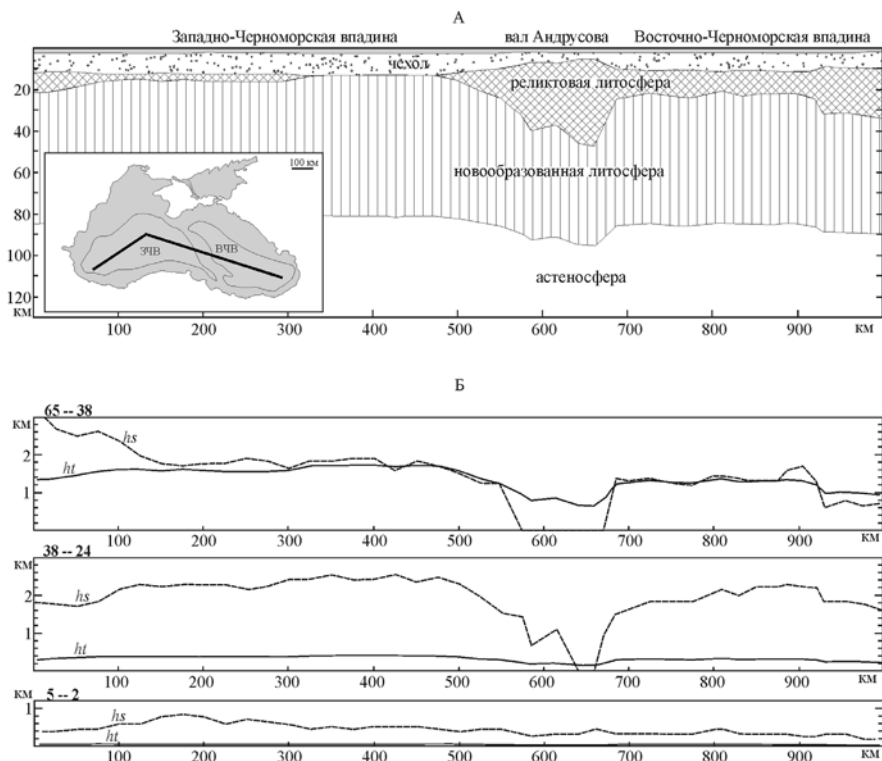 А
Западно-Черноморская впадина вал Андрусова Восточно-Черноморская впадина
чехол
реликтовая литосфера
20
40
новообразованная литосфера
60
80
100
астеносфера
120
км
100 км
ЗЧВ
ВЧВ
100 200 300 400 500 600 700 800 900 км
Б
65 -- 38
км
hs
2
ht
1
100 200 300 400 500 600 700 800 900 км
38 -- 24
км
hs
2
1
ht
100 200 300 400 500 600 700 800 900 км
5 -- 2
км
1
hs
ht
100 200 300 400 500 600 700 800 900 км